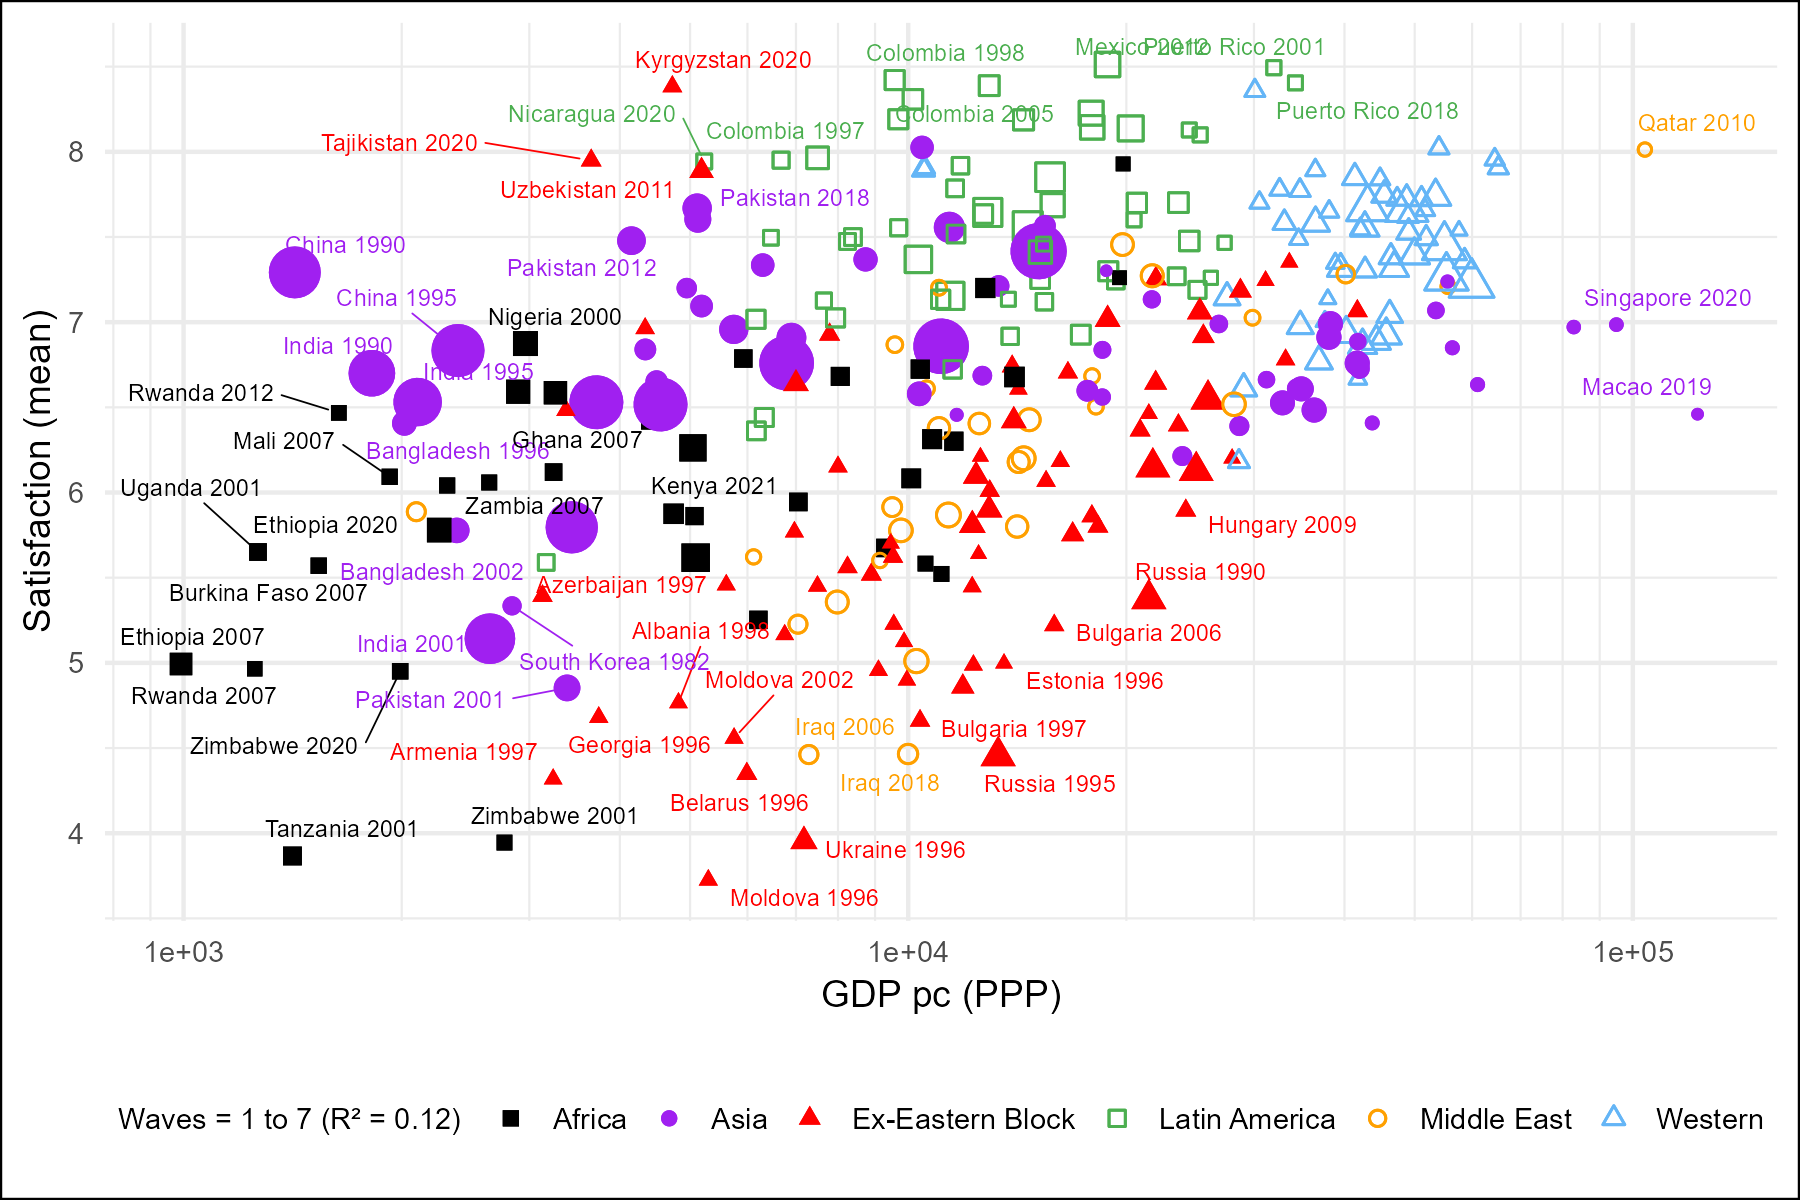 Kyrgyzstan 2020
Colombia 1998
Mexico 2012
Puerto Rico 2001
Nicaragua 2020
Colombia 2005
Puerto Rico 2018
Qatar 2010
Tajikistan 2020
Colombia 1997
8
Uzbekistan 2011
Pakistan 2018
China 1990
Pakistan 2012
China 1995
Singapore 2020
Nigeria 2000
7
India 1990
India 1995
Macao 2019
Rwanda 2012
Mali 2007
Ghana 2007
Bangladesh 1996
Uganda 2001
Kenya 2021
6
Zambia 2007
Ethiopia 2020
Hungary 2009
Bangladesh 2002
Russia 1990
Azerbaijan 1997
Burkina Faso 2007
Albania 1998
Bulgaria 2006
Ethiopia 2007
India 2001
South Korea 1982
5
Moldova 2002
Estonia 1996
Rwanda 2007
Pakistan 2001
Iraq 2006
Bulgaria 1997
Zimbabwe 2020
Armenia 1997
Georgia 1996
Iraq 2018
Russia 1995
Belarus 1996
Zimbabwe 2001
Tanzania 2001
4
Ukraine 1996
Moldova 1996
Satisfaction (mean)
1e+03
1e+04
1e+05
GDP pc (PPP)
Waves = 1 to 7 (R² = 0.12) Africa Asia Ex-Eastern Block Latin America Middle East Western